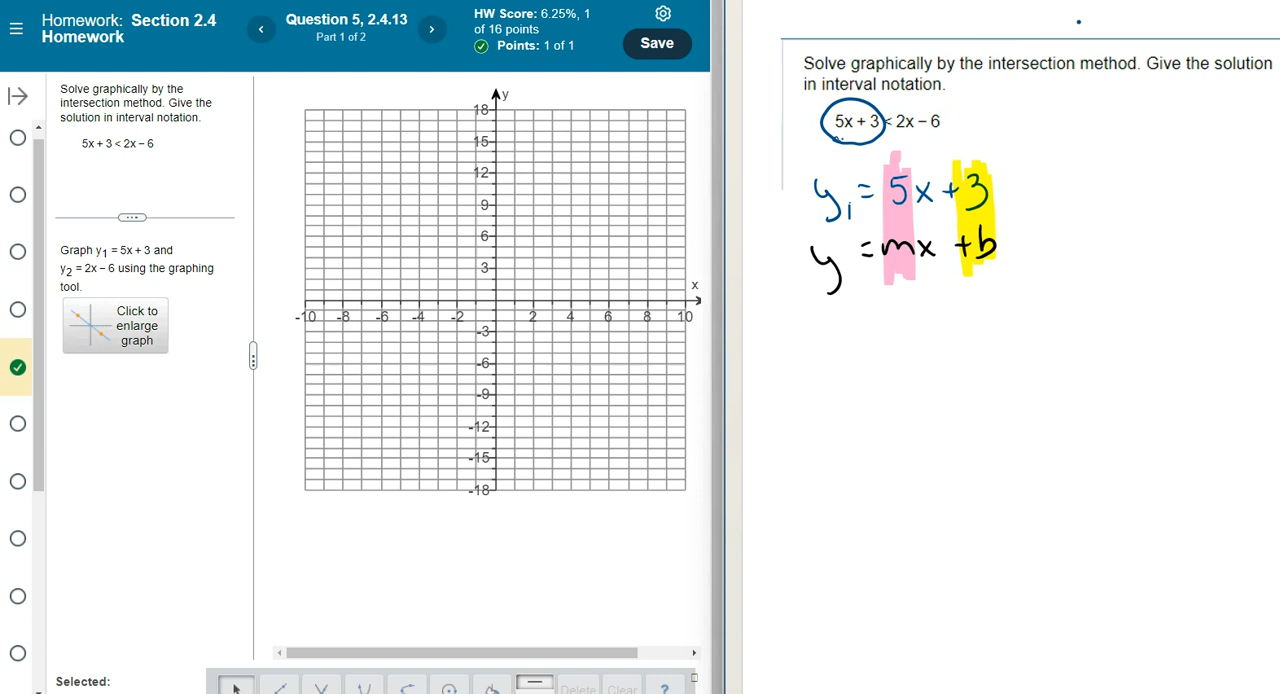 Homework: Section 2.4
Homework
Question 5, 2.4.13
Part 1 of 2
HW Score: 6.25%, 1
of 16 points
Points: 1 of 1
Save
Solve graphically by the
intersection method. Give the
solution in interval notation.
5x + 3 < 2x − 6
Graph y₁ = 5x + 3 and
y₂ = 2x − 6 using the graphing
tool.
Click to
enlarge
graph
y
18
15
12
9
6
3
x
-10 -8 -6 -4 -2 2 4 6 8 10
-3
-6
-9
-12
-15
-18
Selected:
Delete Clear ?
Solve graphically by the intersection method. Give the solution
in interval notation.
5x + 3 < 2x − 6
y₁ = 5x + 3
y = mx + b